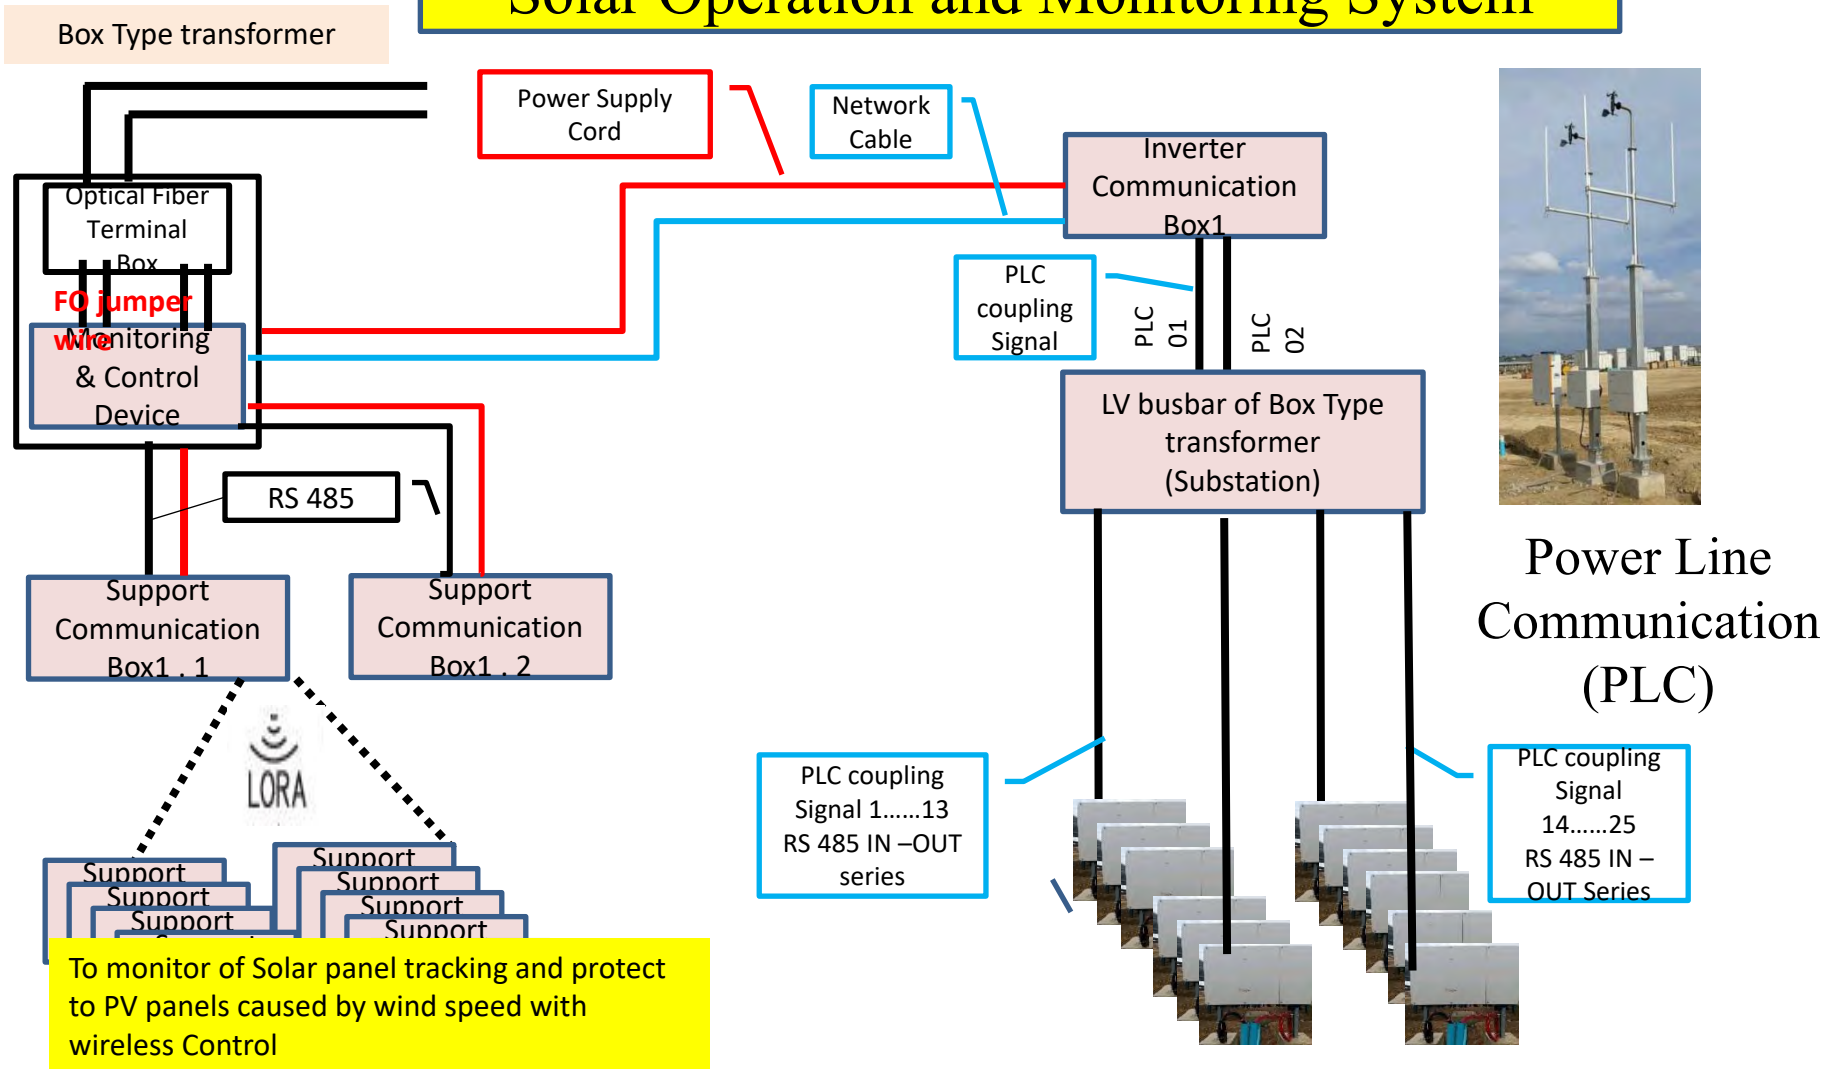 Solar Operation and Monitoring System
Box Type transformer
Power Supply
Cord
Network
Cable
Inverter
Communication
Box1
Optical Fiber
Terminal
Box
FO jumper
wire
Monitoring
& Control
Device
PLC
coupling
Signal
PLC
01
PLC
02
LV busbar of Box Type
transformer
(Substation)
RS 485
Power Line
Communication
(PLC)
Support
Communication
Box1 . 1
Support
Communication
Box1 . 2
LORA
PLC coupling
Signal 1......13
RS 485 IN –OUT
series
PLC coupling
Signal
14......25
RS 485 IN –
OUT Series
Support
Support
Support
Support
Support
Support
Support
To monitor of Solar panel tracking and protect
to PV panels caused by wind speed with
wireless Control